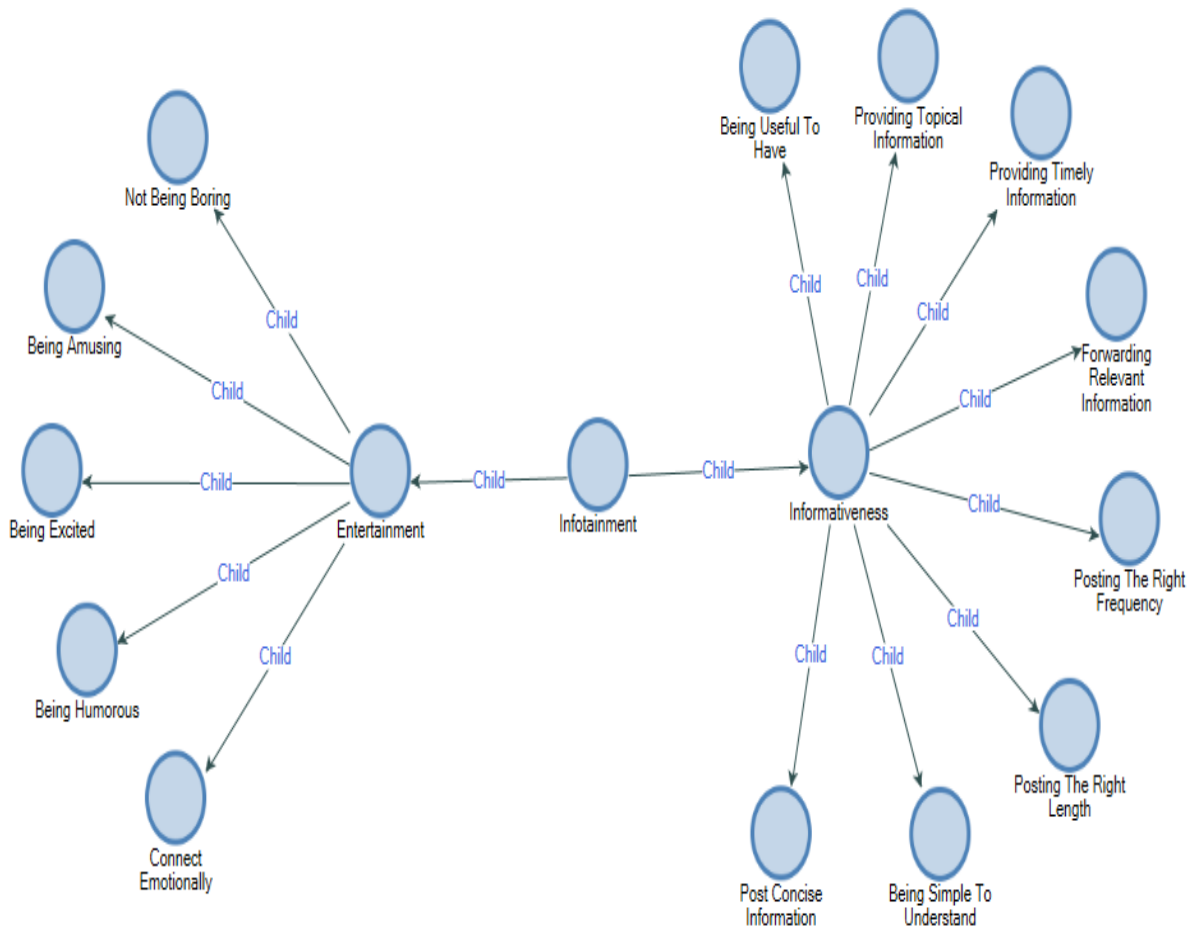 Being Useful To
Have
Providing Topical
Information
Providing Timely
Information
Not Being Boring
Child
Child
Child
Child
Being Amusing
Child
Forwarding
Relevant
Information
Child
Child
Being Excited
Entertainment
Child
Infotainment
Child
Informativeness
Child
Posting The Right
Frequency
Child
Being Humorous
Child
Child
Child
Child
Posting The Right
Length
Connect
Emotionally
Post Concise
Information
Being Simple To
Understand